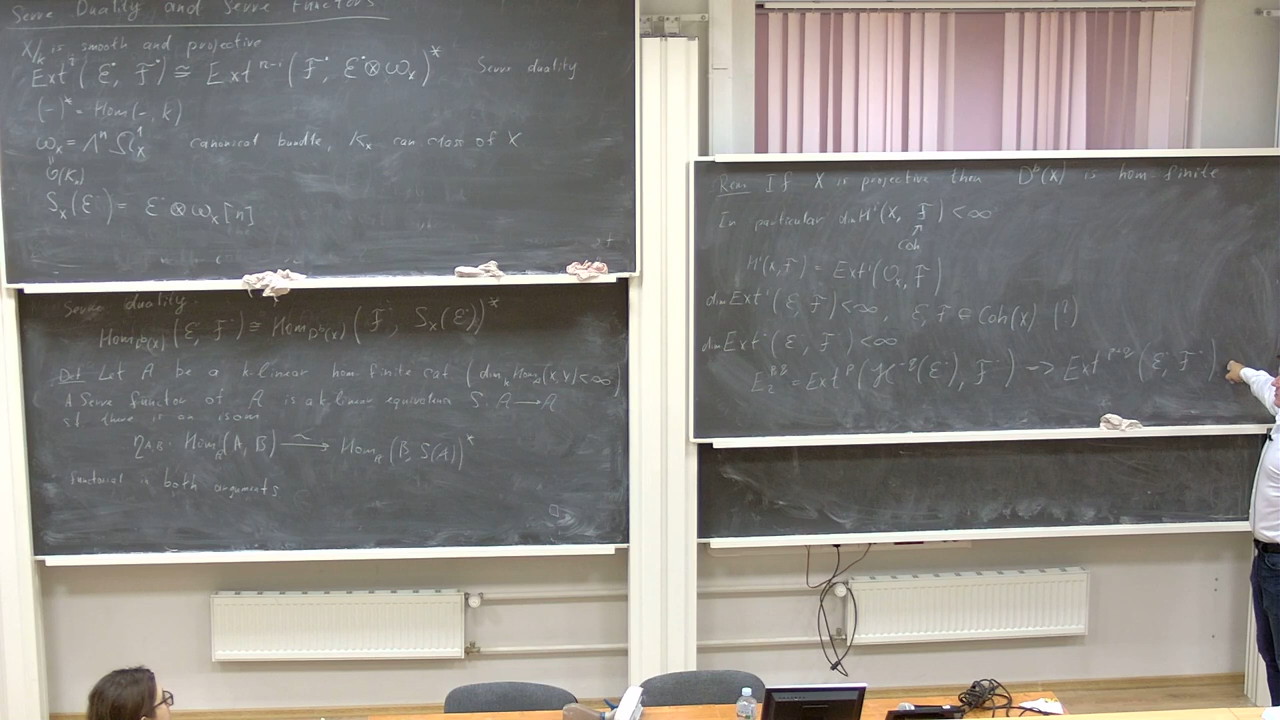 Serre Duality and Serre Functors
X/k is smooth and projective
Ext^i(E^•, F^•) ≅ Ext^{n-i}(F^•, E^• ⊗ ω_X)^* Serre duality
(-)^* = Hom(-, k)
ω_X = Λ^n Ω^1_X canonical bundle, K_X can class of X
O(K_X)
S_X(E^•) = E^• ⊗ ω_X[n]
Serre duality.
Hom_{D^b(X)}(E^•, F^•) ≅ Hom_{D^b(X)}(F^•, S_X(E^•))^*
Def Let A be a k-linear hom-finite cat (dim_k Hom_A(X,Y) < ∞)
A Serre functor of A is a k-linear equivalence S: A → A
st there is an isom
η_{A,B}: Hom_A(A, B) ⥲ Hom_A(B, S(A))^*
functorial in both arguments
Rem If X is projective then D^b(X) is hom-finite
In particular dim H^i(X, F) < ∞
↑
Coh
H^i(X, F) = Ext^i(O_X, F)
dim Ext^i(E, F) < ∞, E, F ∈ Coh(X) (?)
dim Ext^i(E^•, F^•) < ∞
E_2^{p,q} = Ext^p(H^{-q}(E^•), F^•) → Ext^{p+q}(E^•, F^•)